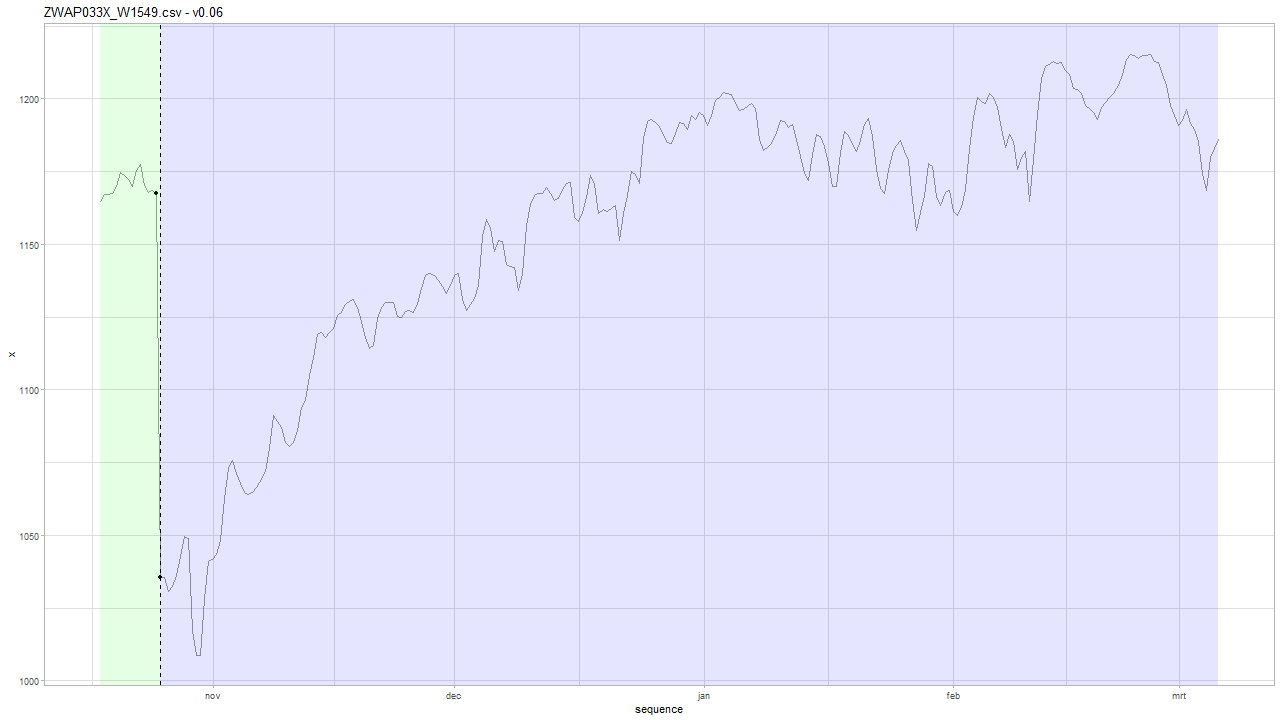 ZWAP033X_W1549.csv - v0.06
1200
1150
x
1100
1050
1000
nov dec jan feb mrt
sequence